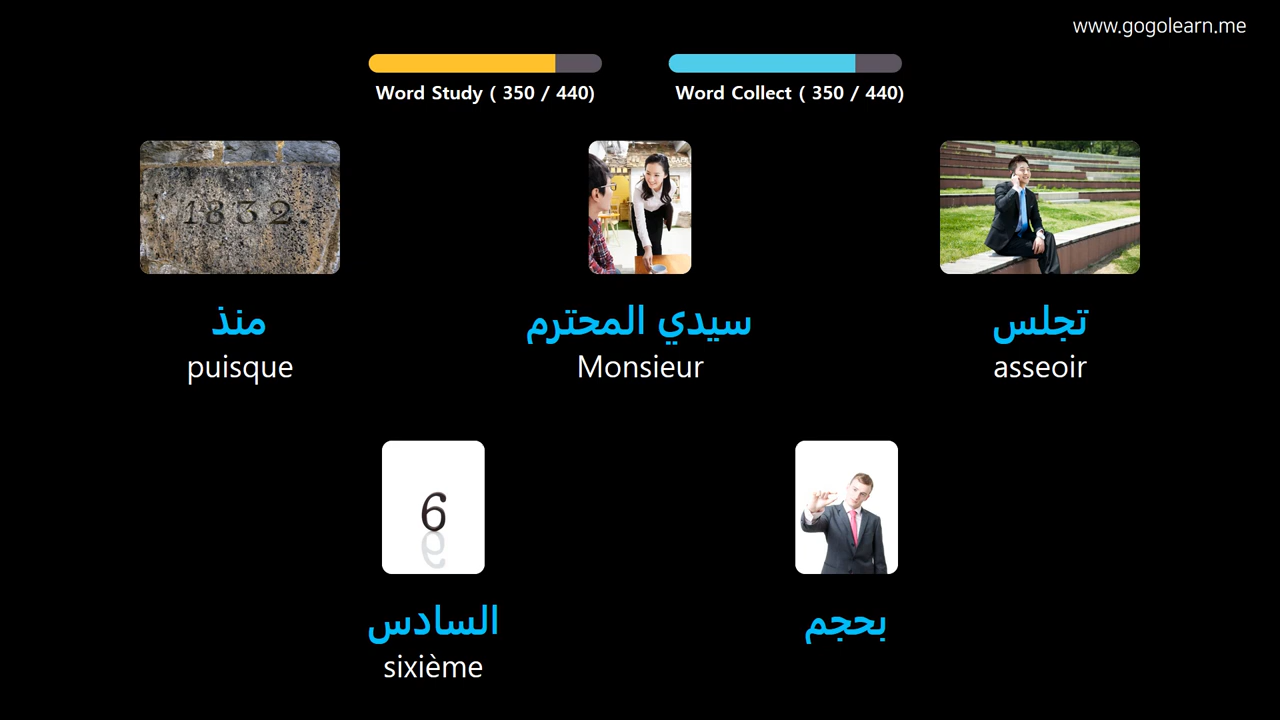 www.gogolearn.me
Word Study ( 350 / 440)
Word Collect ( 350 / 440)
1832.
منذ
puisque
سيدي المحترم
Monsieur
تجلس
asseoir
6
السادس
sixième
بحجم